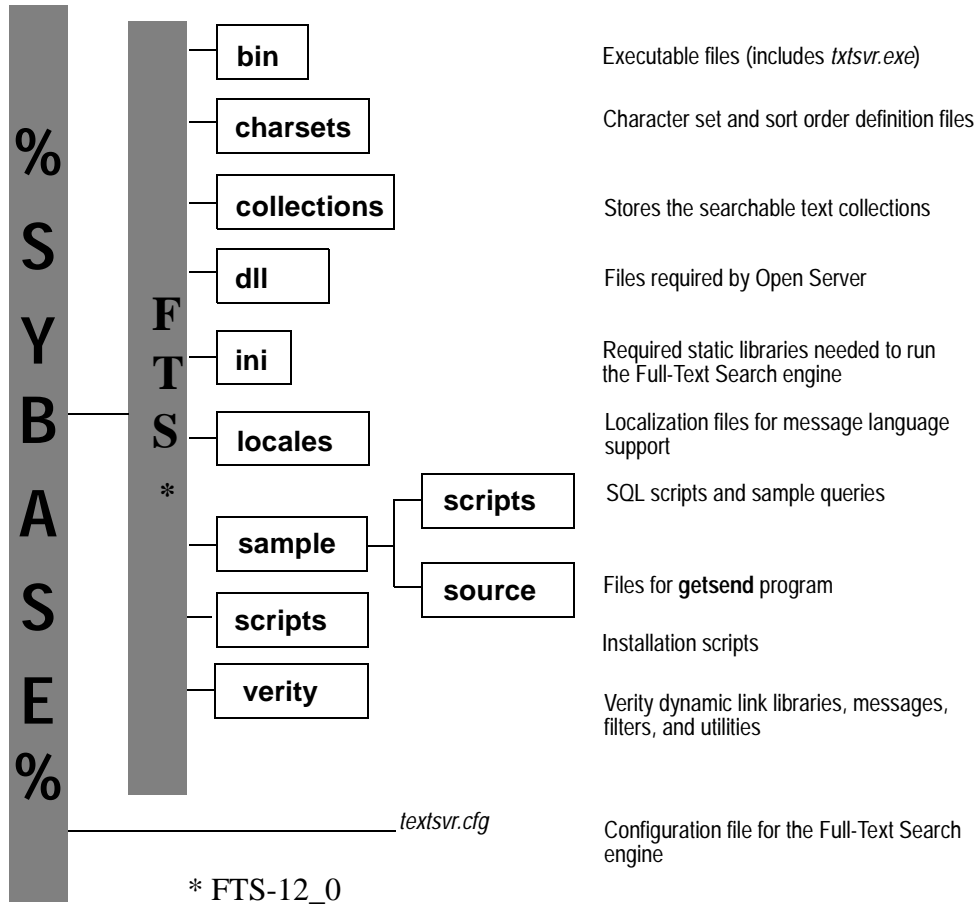 %SYBASE%
FTS*
bin
Executable files (includes txtsvr.exe)
charsets
Character set and sort order definition files
collections
Stores the searchable text collections
dll
Files required by Open Server
ini
Required static libraries needed to run
the Full-Text Search engine
locales
Localization files for message language
support
sample
scripts
SQL scripts and sample queries
source
Files for getsend program
scripts
Installation scripts
verity
Verity dynamic link libraries, messages,
filters, and utilities
textsvr.cfg
Configuration file for the Full-Text Search
engine
* FTS-12_0